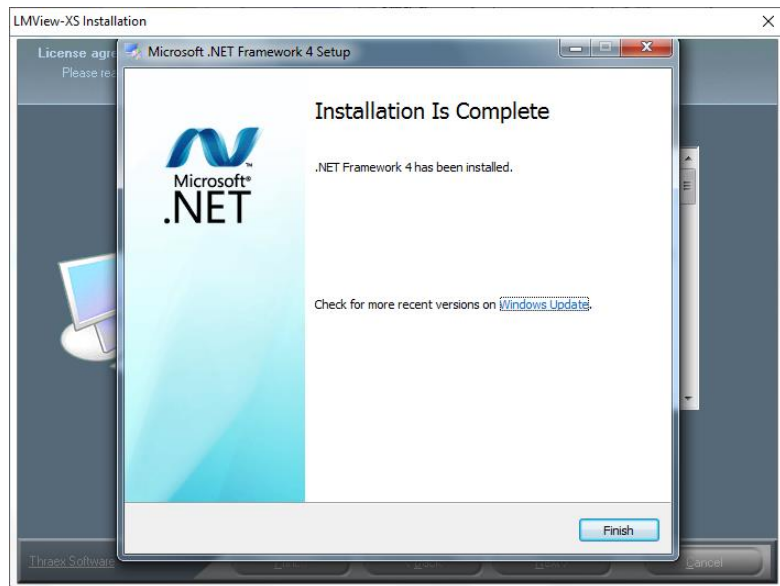 LMView-XS Installation
License agre
Please rea
Microsoft .NET Framework 4 Setup
Installation Is Complete
.NET Framework 4 has been installed.
Microsoft®
.NET
Check for more recent versions on Windows Update.
Finish
Thraex Software
Cancel